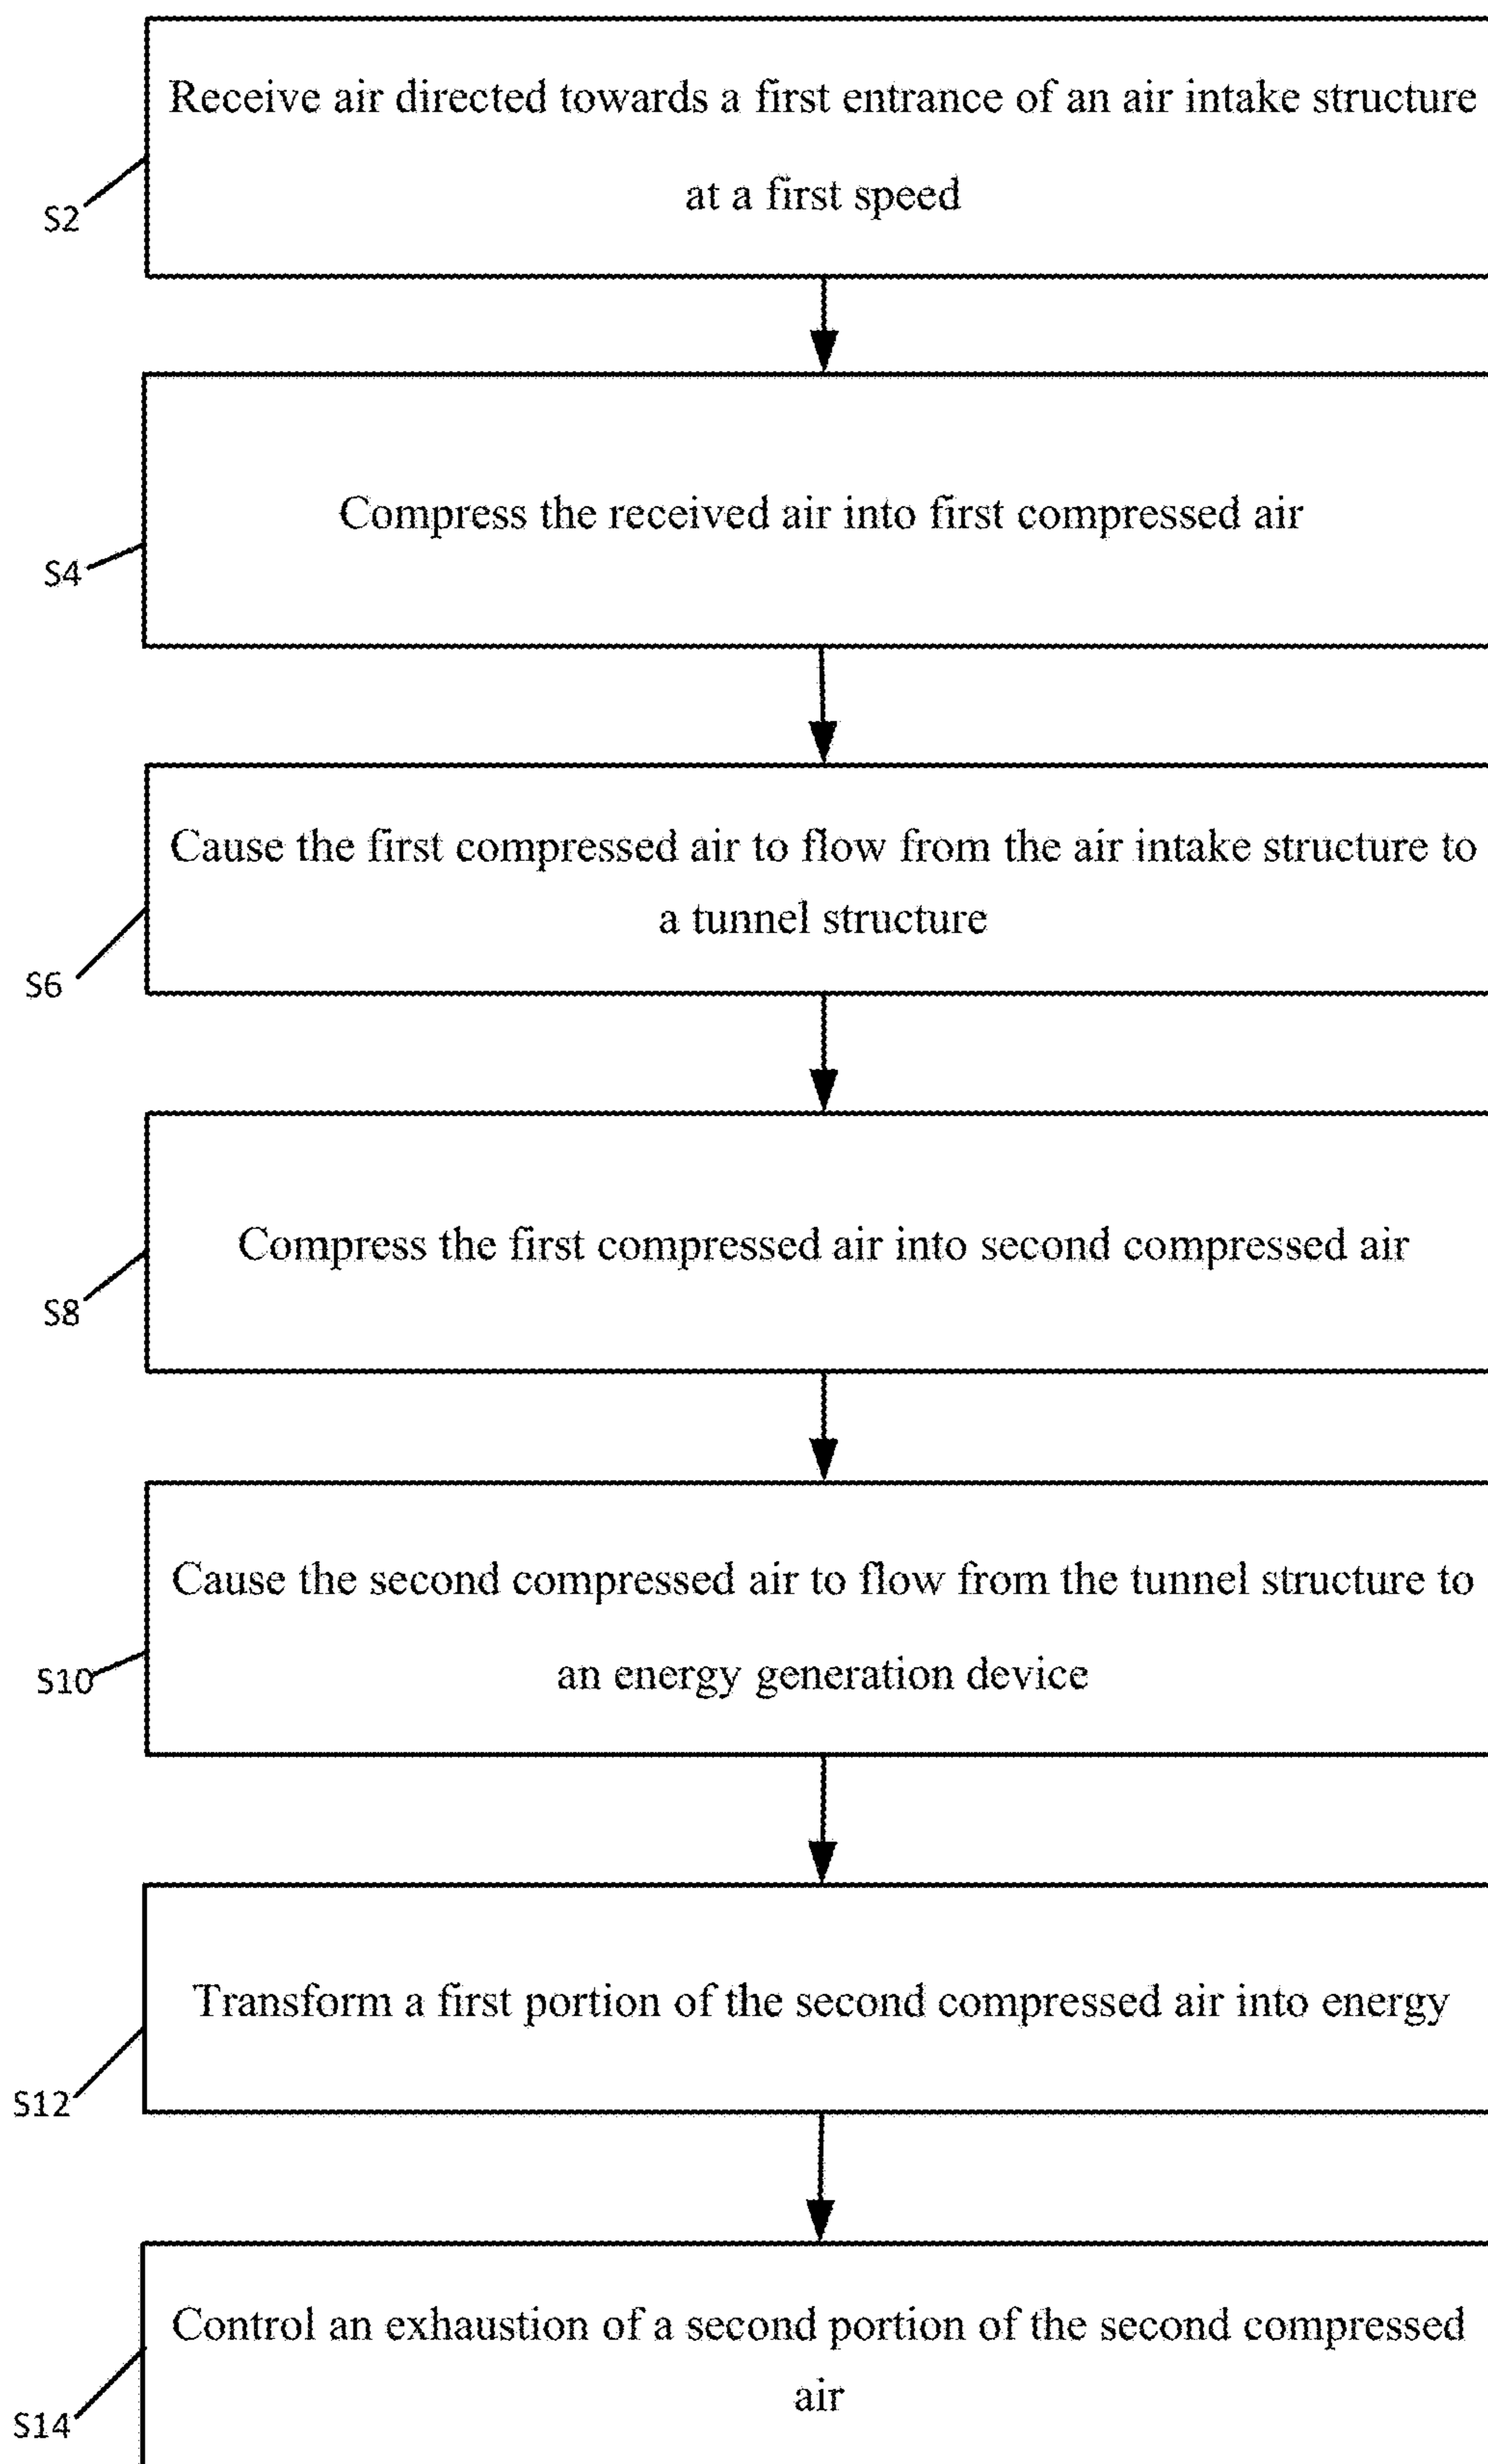 Receive air directed towards a first entrance of an air intake structure
at a first speed
S2
Compress the received air into first compressed air
S4
Cause the first compressed air to flow from the air intake structure to
a tunnel structure
S6
Compress the first compressed air into second compressed air
S8
Cause the second compressed air to flow from the tunnel structure to
an energy generation device
S10
Transform a first portion of the second compressed air into energy
S12
Control an exhaustion of a second portion of the second compressed
air
S14